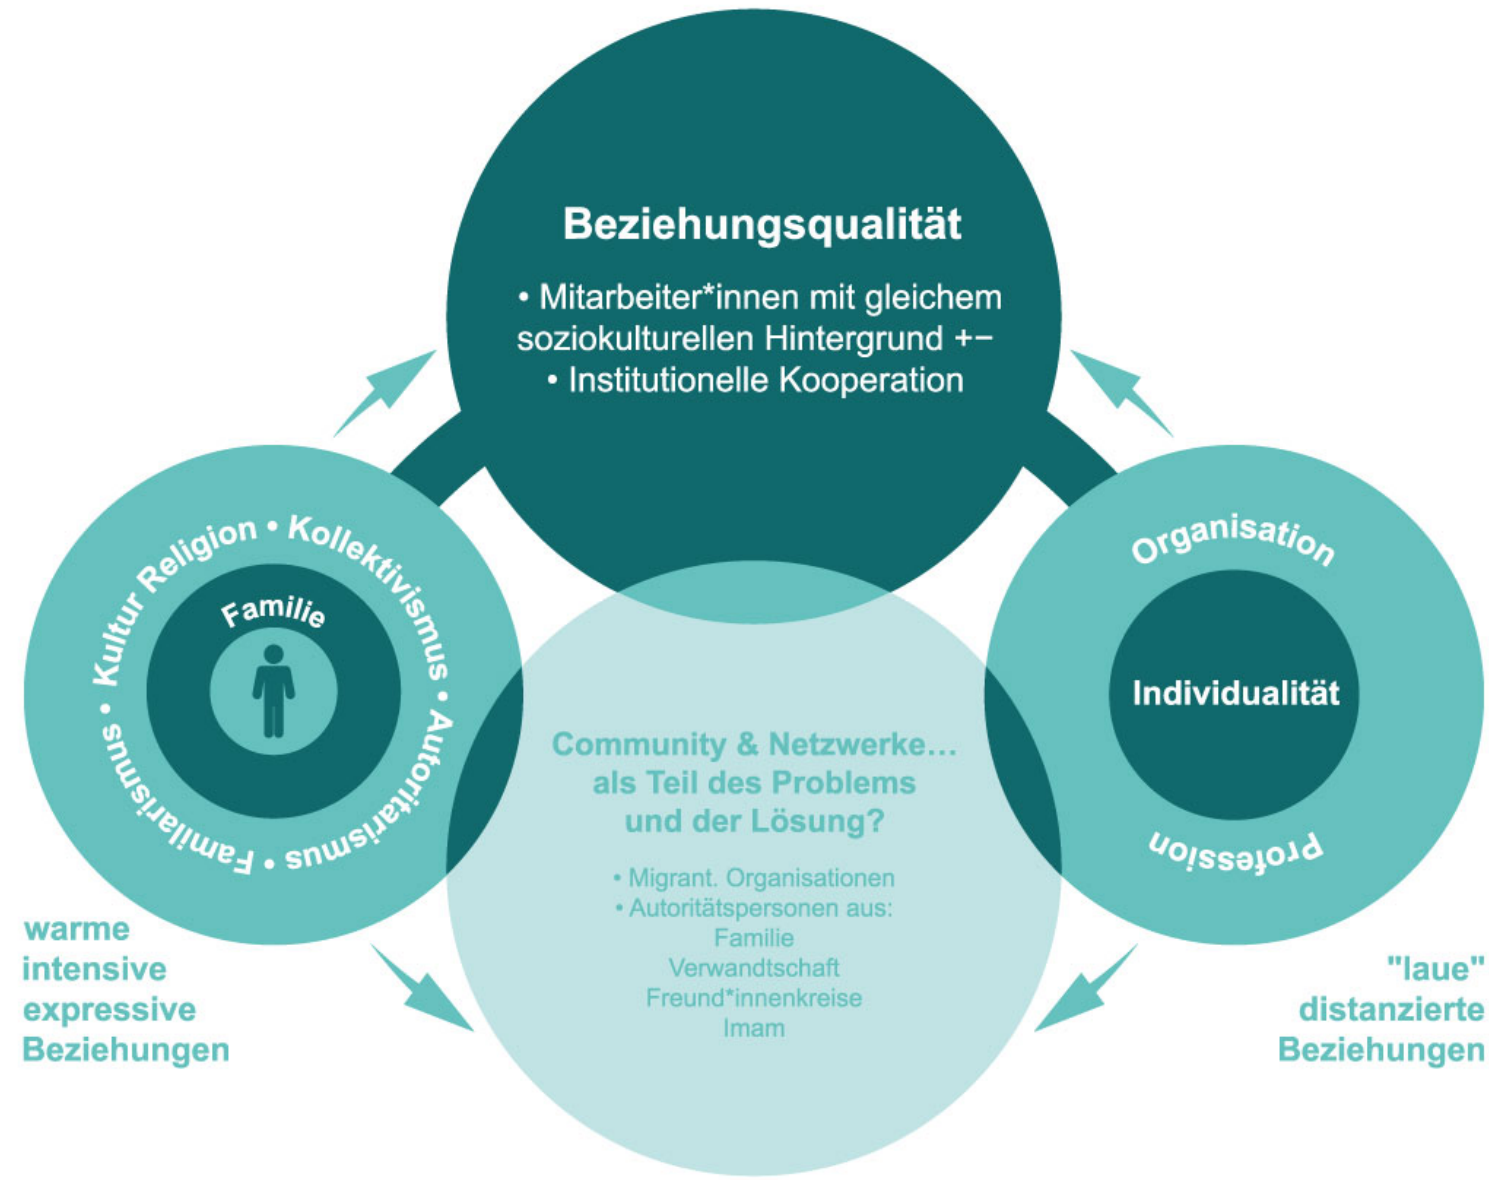 Beziehungsqualität
• Mitarbeiter*innen mit gleichem
soziokulturellen Hintergrund +−
• Institutionelle Kooperation
• Kultur Religion • Kollektivismus • Autoritarismus • Familiarismus
Familie
warme
intensive
expressive
Beziehungen
Community & Netzwerke...
als Teil des Problems
und der Lösung?
• Migrant. Organisationen
• Autoritätspersonen aus:
Familie
Verwandtschaft
Freund*innenkreise
Imam
Organisation
Individualität
Profession
"laue"
distanzierte
Beziehungen